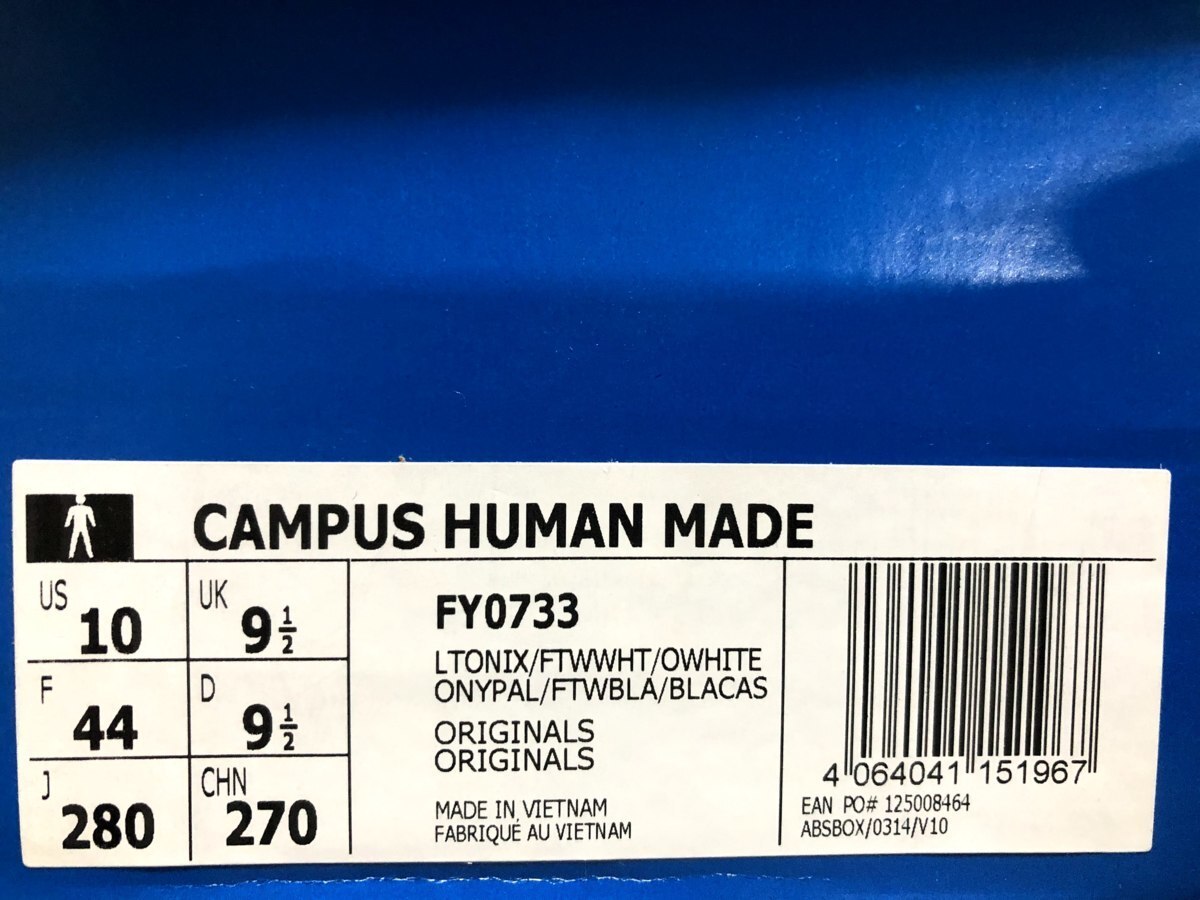 CAMPUS HUMAN MADE
US 10
UK 9 1/2
F 44
D 9 1/2
J 280
CHN 270
FY0733
LTONIX/FTWWHT/OWHITE
ONYPAL/FTWBLA/BLACAS
ORIGINALS
ORIGINALS
MADE IN VIETNAM
FABRIQUÉ AU VIETNAM
4 064041 151967
EAN PO# 125008464
ABSBOX/0314/V10